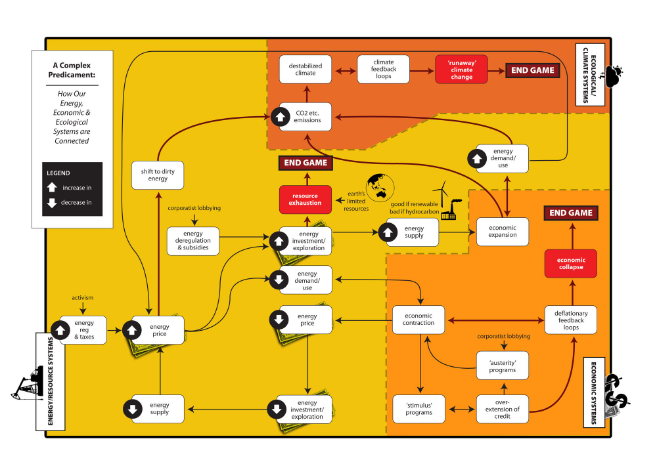 A Complex
Predicament:
How Our
Energy,
Economic &
Ecological
Systems are
Connected
LEGEND
increase in
decrease in
ECOLOGICAL/
CLIMATE SYSTEMS
destabilized
climate
climate
feedback
loops
'runaway'
climate
change
END GAME
CO2 etc.
emissions
energy
demand/
use
shift to dirty
energy
END GAME
resource
exhaustion
earth's
limited
resources
good if renewable
bad if hydrocarbon
corporatist lobbying
energy
deregulation
& subsidies
energy
investment/
exploration
energy
supply
economic
expansion
END GAME
economic
collapse
energy
demand/
use
activism
energy
reg
& taxes
energy
price
energy
price
economic
contraction
deflationary
feedback
loops
corporatist lobbying
'austerity'
programs
energy
supply
energy
investment/
exploration
'stimulus'
programs
over-
extension of
credit
ENERGY/RESOURCE SYSTEMS
ECONOMIC SYSTEMS